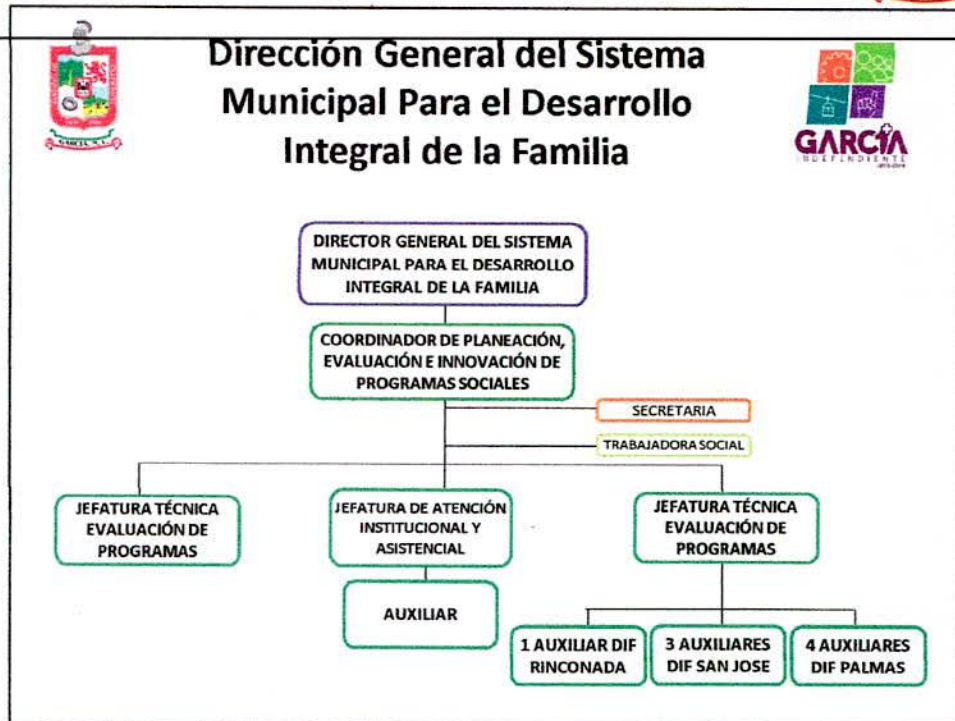 Dirección General del Sistema
Municipal Para el Desarrollo
Integral de la Familia
GARCÍA, N. L.
GARCÍA
INDEPENDIENTE
DIRECTOR GENERAL DEL SISTEMA
MUNICIPAL PARA EL DESARROLLO
INTEGRAL DE LA FAMILIA
COORDINADOR DE PLANEACIÓN,
EVALUACIÓN E INNOVACIÓN DE
PROGRAMAS SOCIALES
SECRETARIA
TRABAJADORA SOCIAL
JEFATURA TÉCNICA
EVALUACIÓN DE
PROGRAMAS
JEFATURA DE ATENCIÓN
INSTITUCIONAL Y
ASISTENCIAL
JEFATURA TÉCNICA
EVALUACIÓN DE
PROGRAMAS
AUXILIAR
1 AUXILIAR DIF
RINCONADA
3 AUXILIARES
DIF SAN JOSE
4 AUXILIARES
DIF PALMAS